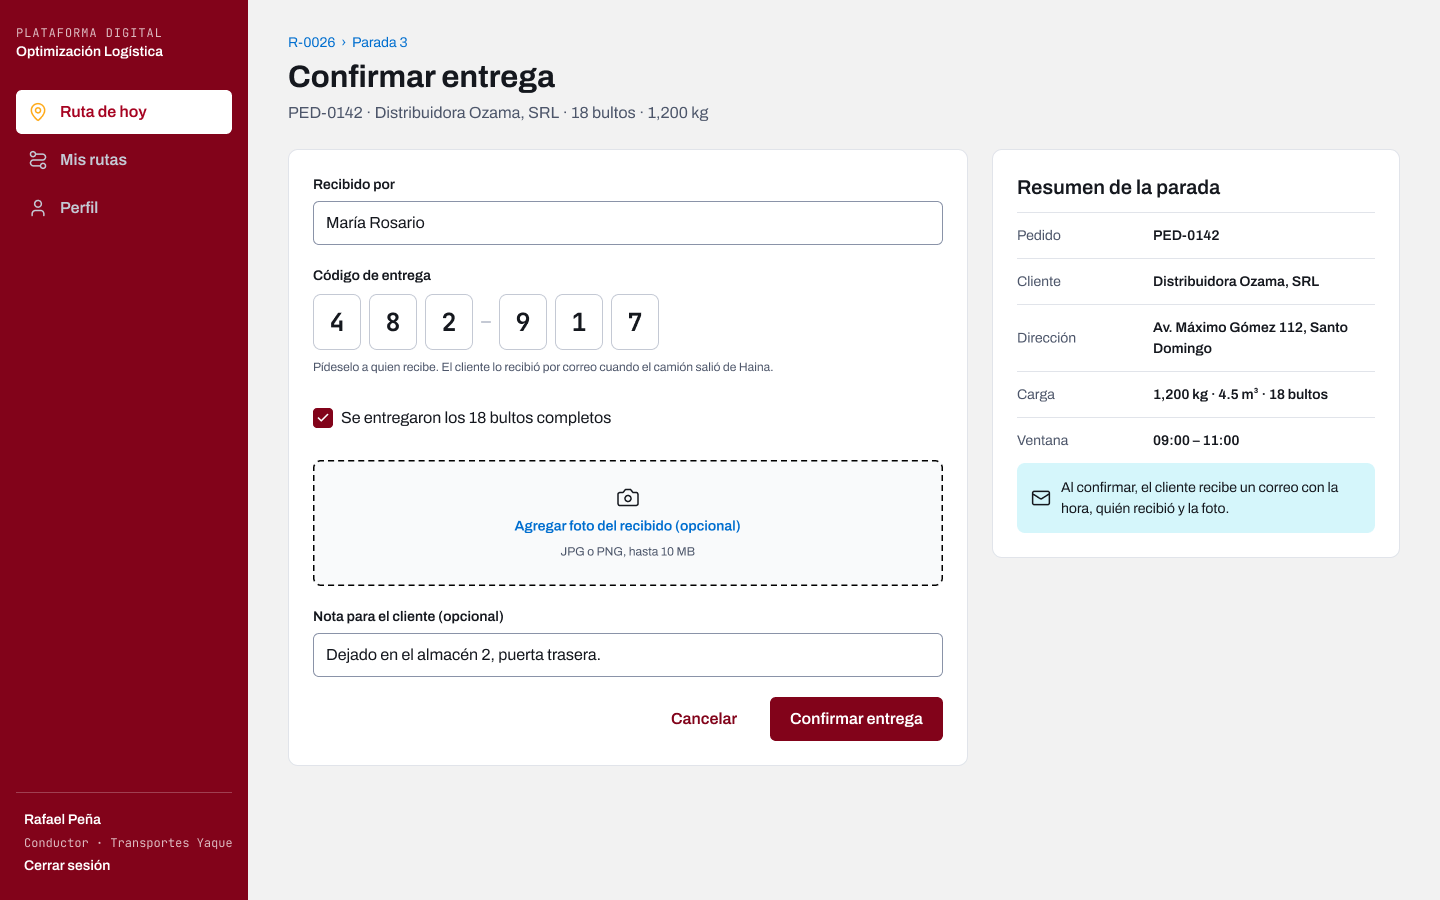 PLATAFORMA DIGITAL
Optimización Logística
Ruta de hoy
Mis rutas
Perfil
Rafael Peña
Conductor · Transportes Yaque
Cerrar sesión
R-0026 › Parada 3
Confirmar entrega
PED-0142 · Distribuidora Ozama, SRL · 18 bultos · 1,200 kg
Recibido por
María Rosario
Código de entrega
4 8 2 – 9 1 7
Pídeselo a quien recibe. El cliente lo recibió por correo cuando el camión salió de Haina.
Se entregaron los 18 bultos completos
Agregar foto del recibido (opcional)
JPG o PNG, hasta 10 MB
Nota para el cliente (opcional)
Dejado en el almacén 2, puerta trasera.
Cancelar
Confirmar entrega
Resumen de la parada
Pedido PED-0142
Cliente Distribuidora Ozama, SRL
Dirección Av. Máximo Gómez 112, Santo
Domingo
Carga 1,200 kg · 4.5 m³ · 18 bultos
Ventana 09:00 – 11:00
Al confirmar, el cliente recibe un correo con la
hora, quién recibió y la foto.